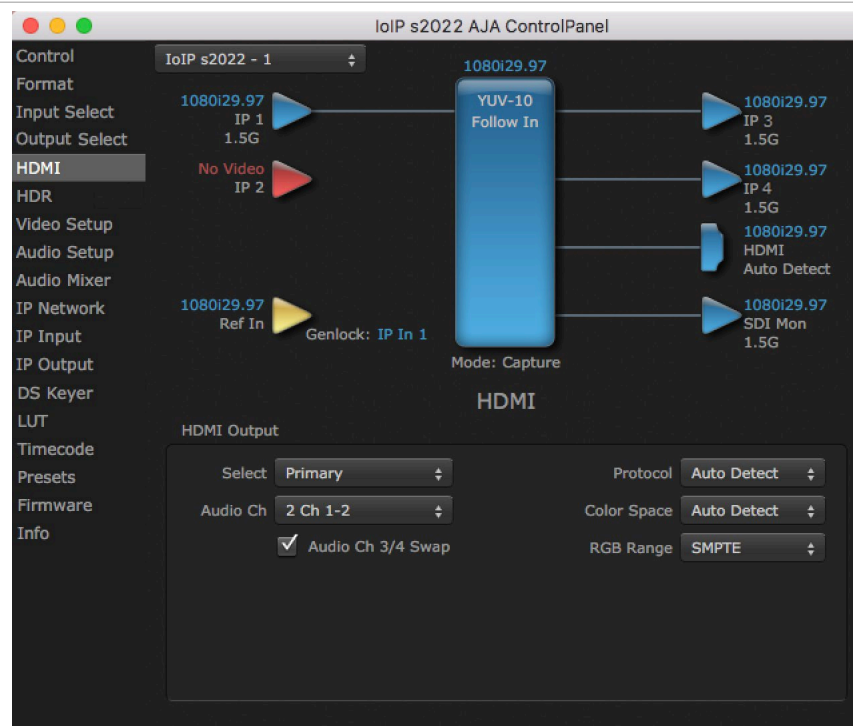 IoIP s2022 AJA ControlPanel
Control
Format
Input Select
Output Select
HDMI
HDR
Video Setup
Audio Setup
Audio Mixer
IP Network
IP Input
IP Output
DS Keyer
LUT
Timecode
Presets
Firmware
Info
IoIP s2022 - 1
1080i29.97
IP 1
1.5G
No Video
IP 2
1080i29.97
Ref In
Genlock: IP In 1
1080i29.97
YUV-10
Follow In
Mode: Capture
1080i29.97
IP 3
1.5G
1080i29.97
IP 4
1.5G
1080i29.97
HDMI
Auto Detect
1080i29.97
SDI Mon
1.5G
HDMI
HDMI Output
Select Primary
Protocol Auto Detect
Audio Ch 2 Ch 1-2
Color Space Auto Detect
Audio Ch 3/4 Swap
RGB Range SMPTE